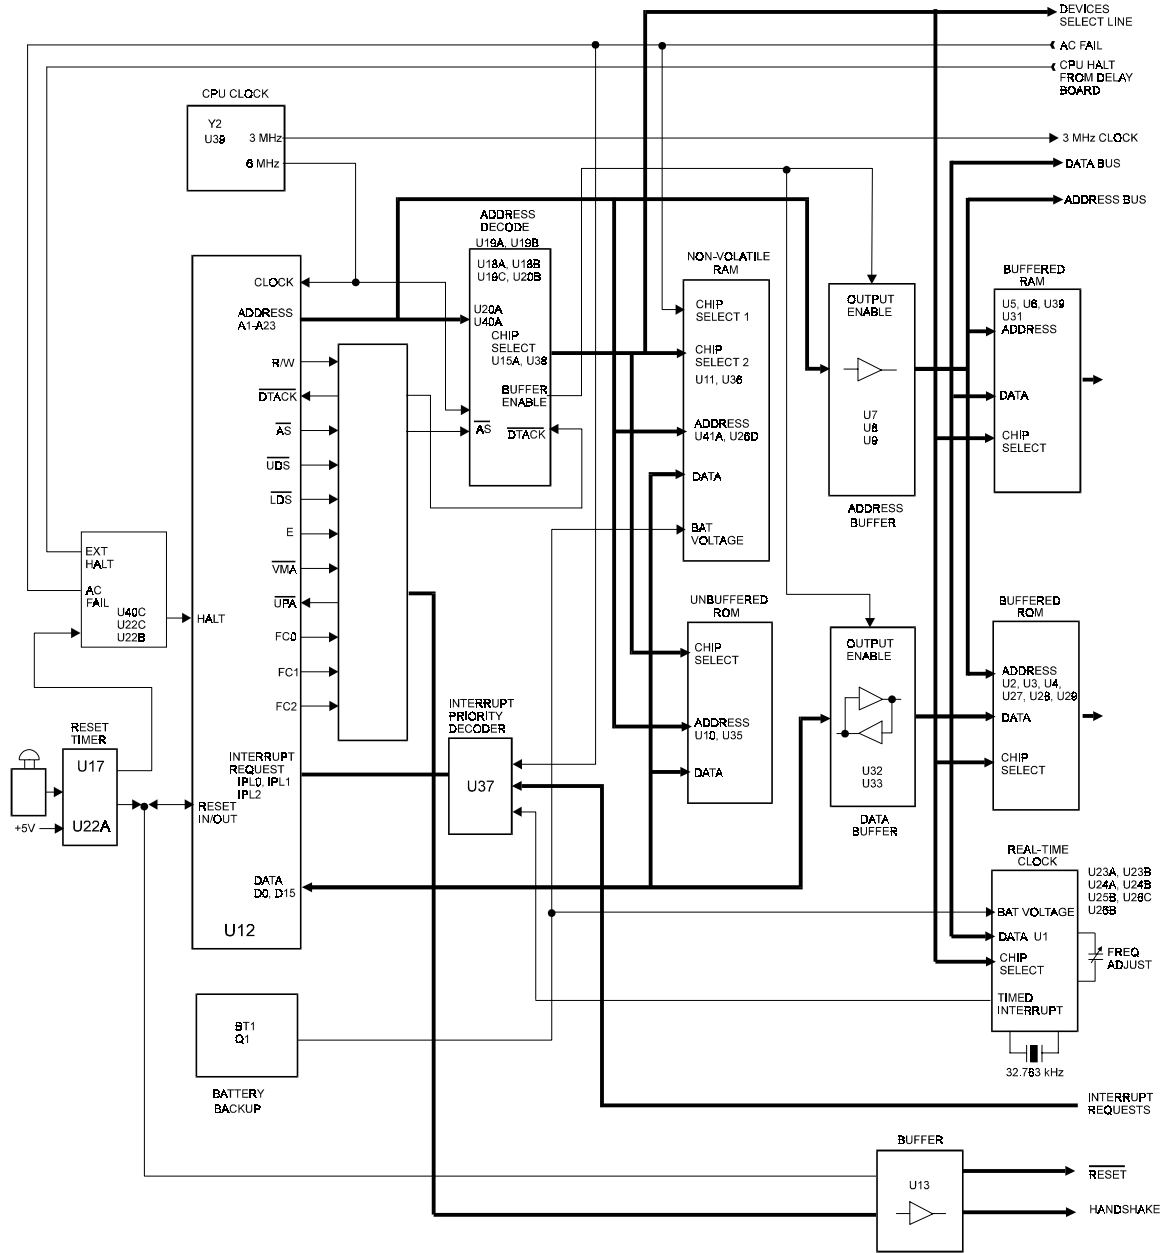 DEVICES
SELECT LINE
AC FAIL
CPU HALT
FROM DELAY
BOARD
CPU CLOCK
Y2
U39
3 MHz
6 MHz
3 MHz CLOCK
DATA BUS
ADDRESS BUS
ADDRESS
DECODE
U19A, U19B
U18A, U18B
U19C, U20B
U20A
U40A
CHIP
SELECT
U15A, U38
BUFFER
ENABLE
AS
DTACK
NON-VOLATILE
RAM
CHIP
SELECT 1
CHIP
SELECT 2
U11, U36
ADDRESS
U41A, U26D
DATA
BAT
VOLTAGE
OUTPUT
ENABLE
U7
U8
U9
ADDRESS
BUFFER
BUFFERED
RAM
U5, U6, U39
U31
ADDRESS
DATA
CHIP
SELECT
CLOCK
ADDRESS
A1-A23
R/W
DTACK
AS
UDS
LDS
E
VMA
UPA
FC0
FC1
FC2
HALT
INTERRUPT
REQUEST
IPL0, IPL1
IPL2
RESET
IN/OUT
DATA
D0, D15
U12
EXT
HALT
AC
FAIL
U40C
U22C
U22B
RESET
TIMER
U17
U22A
+5V
INTERRUPT
PRIORITY
DECODER
U37
UNBUFFERED
ROM
CHIP
SELECT
ADDRESS
U10, U35
DATA
OUTPUT
ENABLE
U32
U33
DATA
BUFFER
BUFFERED
ROM
ADDRESS
U2, U3, U4,
U27, U28, U29
DATA
CHIP
SELECT
REAL-TIME
CLOCK
U23A, U23B
U24A, U24B
U25B, U26C
U26B
BAT VOLTAGE
DATA U1
CHIP
SELECT
TIMED
INTERRUPT
FREQ
ADJUST
32.763 kHz
BT1
Q1
BATTERY
BACKUP
INTERRUPT
REQUESTS
BUFFER
U13
RESET
HANDSHAKE